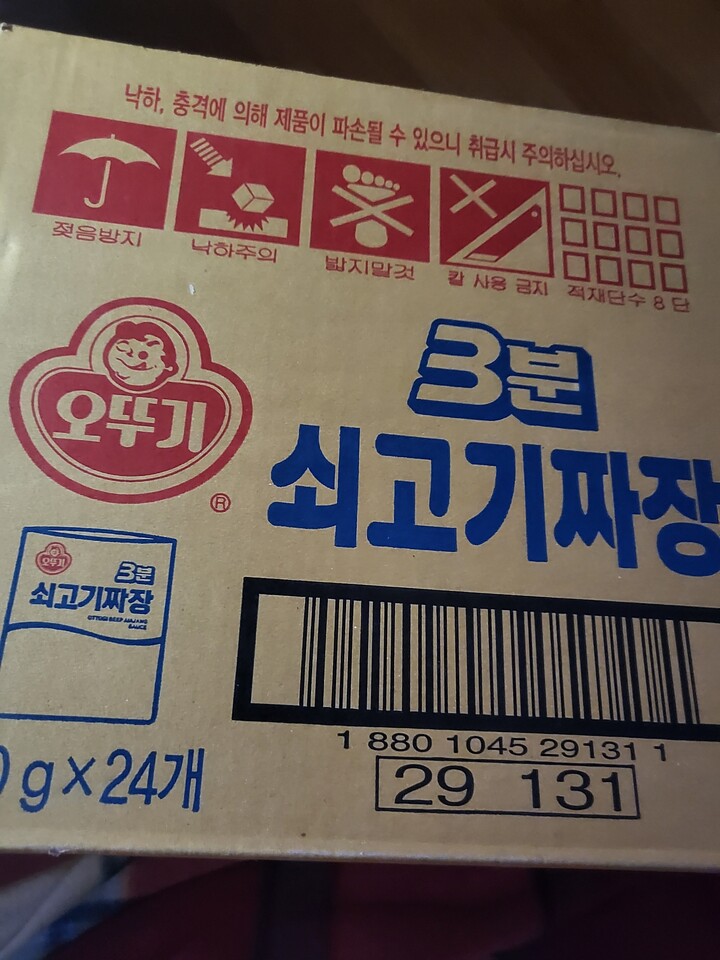 낙하, 충격에 의해 제품이 파손될 수 있으니 취급시 주의하십시오.
젖음방지
낙하주의
밟지말것
칼 사용 금지
적재단수 8 단
오뚜기
®
3분
쇠고기짜장
오뚜기
3분
쇠고기짜장
OTTOGI BEEF JJAJANG
SAUCE
g×24개
1 880 1045 29131 1
29 131